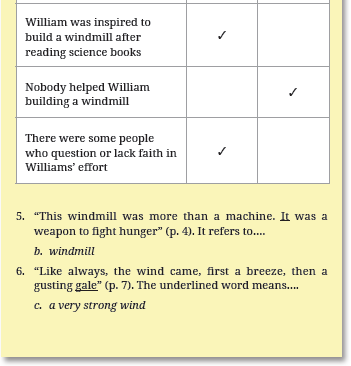 William was inspired to
build a windmill after
reading science books
✓
Nobody helped William
building a windmill
✓
There were some people
who question or lack faith in
Williams’ effort
✓
5. “This windmill was more than a machine. It was a
weapon to fight hunger” (p. 4). It refers to....
b. windmill
6. “Like always, the wind came, first a breeze, then a
gusting gale” (p. 7). The underlined word means....
c. a very strong wind